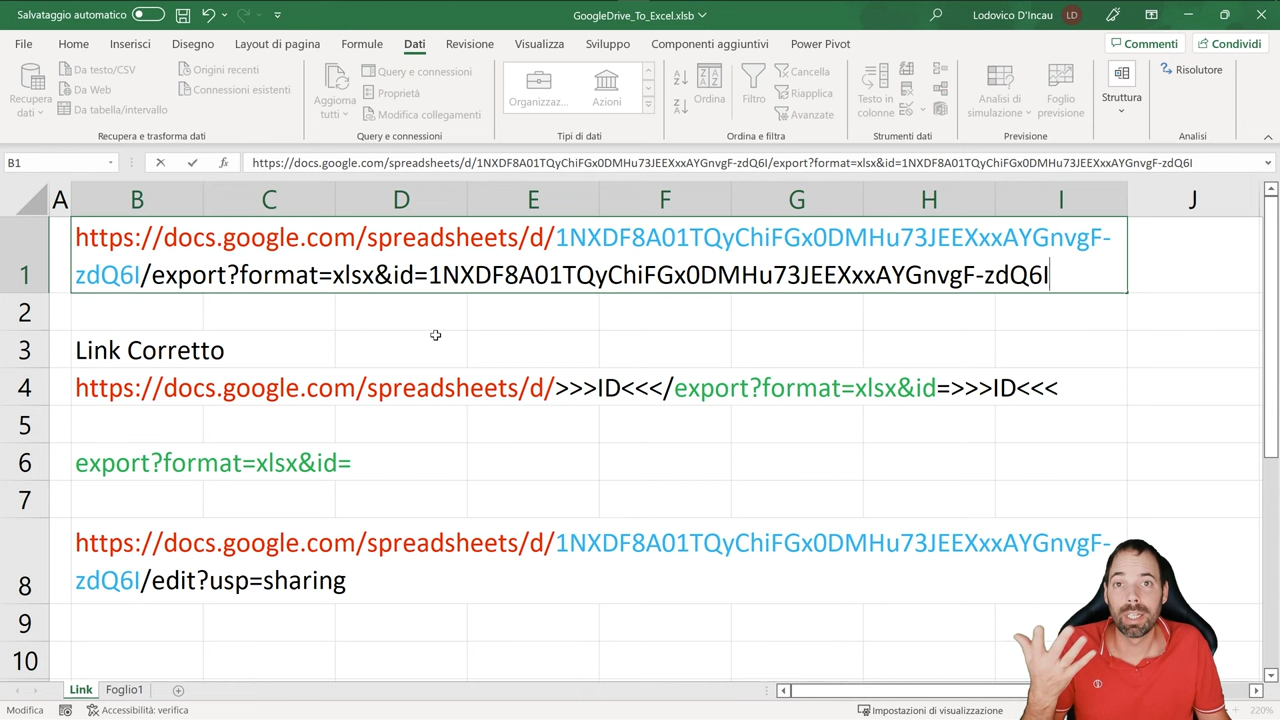 Salvataggio automatico
GoogleDrive_To_Excel.xlsb
Lodovico D'Incau
LD
File Home Inserisci Disegno Layout di pagina Formule Dati Revisione Visualizza Sviluppo Componenti aggiuntivi Power Pivot
Commenti
Condividi
Recupera dati
Da testo/CSV
Da Web
Da tabella/intervallo
Origini recenti
Connessioni esistenti
Recupera e trasforma dati
Aggiorna tutti
Query e connessioni
Proprietà
Modifica collegamenti
Query e connessioni
Organizzaz...
Azioni
Tipi di dati
Ordina
Filtro
Cancella
Riapplica
Avanzate
Ordina e filtra
Testo in colonne
Strumenti dati
Analisi di simulazione
Foglio previsione
Previsione
Struttura
Risolutore
Analisi
B1
fx
https://docs.google.com/spreadsheets/d/1NXDF8A01TQyChiFGx0DMHu73JEEXxxAYGnvgF-zdQ6I/export?format=xlsx&id=1NXDF8A01TQyChiFGx0DMHu73JEEXxxAYGnvgF-zdQ6I
A B C D E F G H I J
https://docs.google.com/spreadsheets/d/1NXDF8A01TQyChiFGx0DMHu73JEEXxxAYGnvgF-
1 zdQ6I/export?format=xlsx&id=1NXDF8A01TQyChiFGx0DMHu73JEEXxxAYGnvgF-zdQ6I
2
3 Link Corretto
4 https://docs.google.com/spreadsheets/d/>>>ID<<</export?format=xlsx&id=>>>ID<<<
5
6 export?format=xlsx&id=
7
https://docs.google.com/spreadsheets/d/1NXDF8A01TQyChiFGx0DMHu73JEEXxxAYGnvgF-
8 zdQ6I/edit?usp=sharing
9
10
Link Foglio1
Modifica
Accessibilità: verifica
Impostazioni di visualizzazione
220%